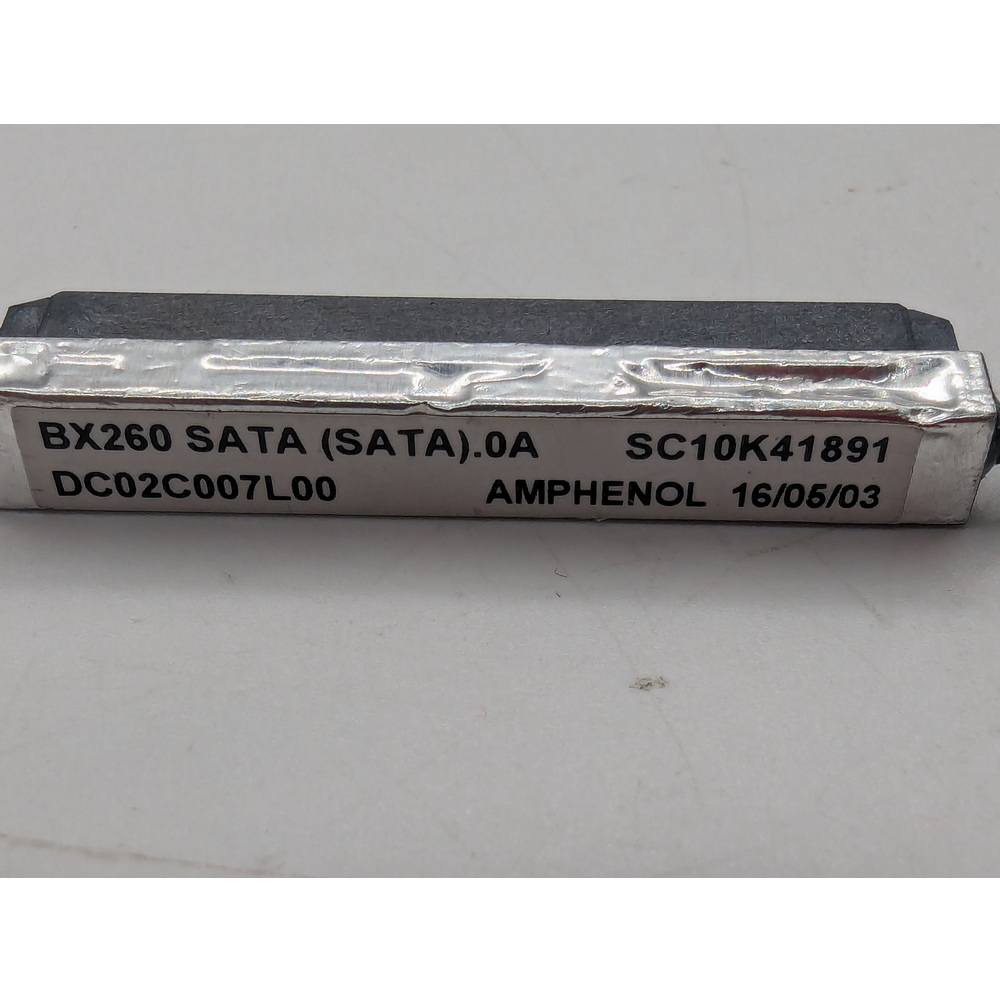 BX260 SATA (SATA).0A SC10K41891
DC02C007L00 AMPHENOL 16/05/03